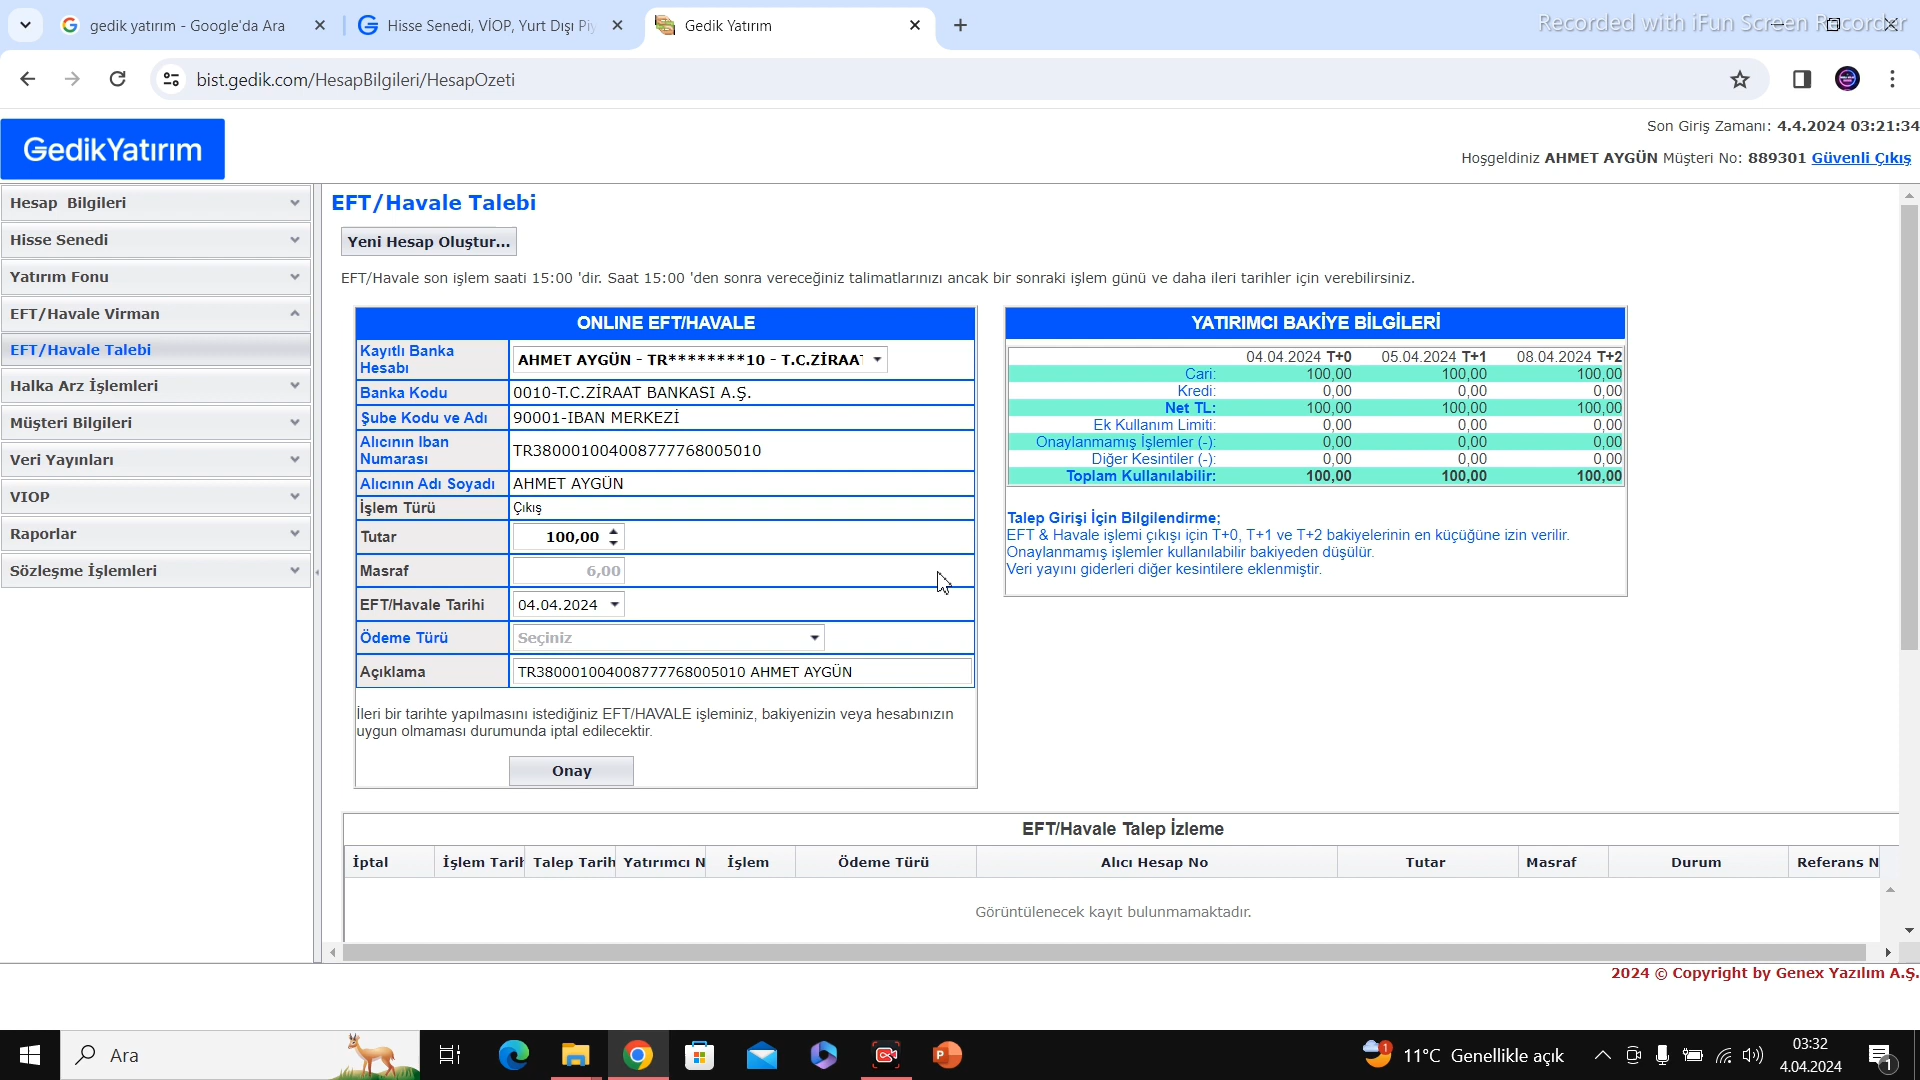 gedik yatırım - Google'da Ara
Hisse Senedi, VİOP, Yurt Dışı Piy
Gedik Yatırım
Recorded with iFun Screen Recorder
bist.gedik.com/HesapBilgileri/HesapOzeti
GedikYatırım
Son Giriş Zamanı: 4.4.2024 03:21:34
Hoşgeldiniz AHMET AYGÜN Müşteri No: 889301 Güvenli Çıkış
Hesap Bilgileri
Hisse Senedi
Yatırım Fonu
EFT/Havale Virman
EFT/Havale Talebi
Halka Arz İşlemleri
Müşteri Bilgileri
Veri Yayınları
VIOP
Raporlar
Sözleşme İşlemleri
EFT/Havale Talebi
Yeni Hesap Oluştur...
EFT/Havale son işlem saati 15:00 'dir. Saat 15:00 'den sonra vereceğiniz talimatlarınızı ancak bir sonraki işlem günü ve daha ileri tarihler için verebilirsiniz.
ONLINE EFT/HAVALE
Kayıtlı Banka Hesabı AHMET AYGÜN - TR********10 - T.C.ZİRAAT
Banka Kodu 0010-T.C.ZİRAAT BANKASI A.Ş.
Şube Kodu ve Adı 90001-IBAN MERKEZİ
Alıcının Iban Numarası TR380001004008777768005010
Alıcının Adı Soyadı AHMET AYGÜN
İşlem Türü Çıkış
Tutar 100,00
Masraf 6,00
EFT/Havale Tarihi 04.04.2024
Ödeme Türü Seçiniz
Açıklama TR380001004008777768005010 AHMET AYGÜN
İleri bir tarihte yapılmasını istediğiniz EFT/HAVALE işleminiz, bakiyenizin veya hesabınızın
uygun olmaması durumunda iptal edilecektir.
Onay
YATIRIMCI BAKİYE BİLGİLERİ
04.04.2024 T+0 05.04.2024 T+1 08.04.2024 T+2
Cari: 100,00 100,00 100,00
Kredi: 0,00 0,00 0,00
Net TL: 100,00 100,00 100,00
Ek Kullanım Limiti: 0,00 0,00 0,00
Onaylanmamış İşlemler (-): 0,00 0,00 0,00
Diğer Kesintiler (-): 0,00 0,00 0,00
Toplam Kullanılabilir: 100,00 100,00 100,00
Talep Girişi İçin Bilgilendirme;
EFT & Havale işlemi çıkışı için T+0, T+1 ve T+2 bakiyelerinin en küçüğüne izin verilir.
Onaylanmamış işlemler kullanılabilir bakiyeden düşülür.
Veri yayını giderleri diğer kesintilere eklenmiştir.
EFT/Havale Talep İzleme
İptal İşlem Tarih Talep Tarih Yatırımcı N İşlem Ödeme Türü Alıcı Hesap No Tutar Masraf Durum Referans N
Görüntülenecek kayıt bulunmamaktadır.
2024 © Copyright by Genex Yazılım A.Ş.
Ara
11°C Genellikle açık
03:32
4.04.2024
1